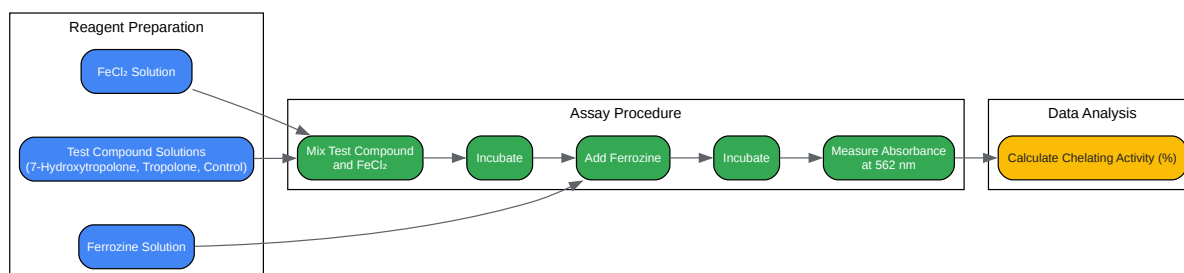 Reagent Preparation
FeCl₂ Solution
Test Compound Solutions
(7-Hydroxytropolone, Tropolone, Control)
Ferrozine Solution
Assay Procedure
Mix Test Compound
and FeCl₂
Incubate
Add Ferrozine
Incubate
Measure Absorbance
at 562 nm
Data Analysis
Calculate Chelating Activity (%)